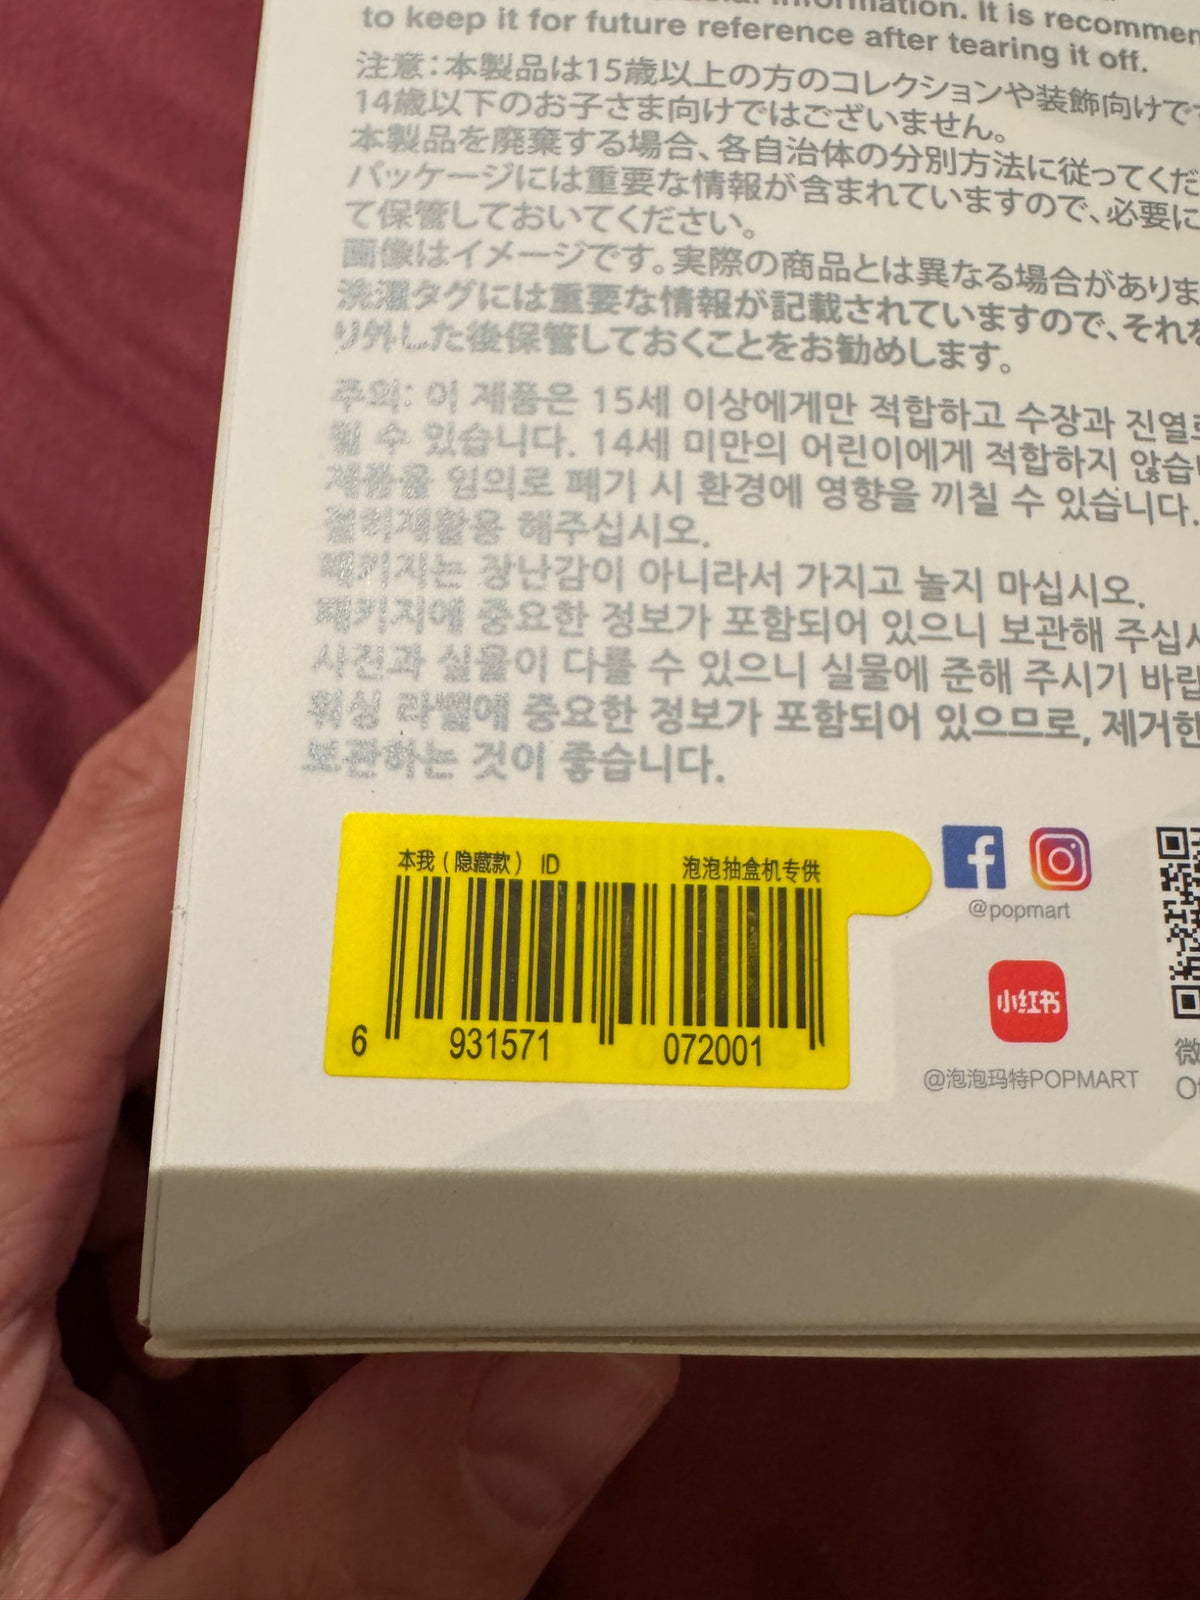 information. It is recommen
to keep it for future reference after tearing it off.
注意：本製品は15歳以上の方のコレクションや装飾向けで
14歳以下のお子さま向けではございません。
本製品を廃棄する場合、各自治体の分別方法に従ってくだ
パッケージには重要な情報が含まれていますので、必要に
て保管しておいてください。
画像はイメージです。実際の商品とは異なる場合がありま
洗濯タグには重要な情報が記載されていますので、それを
り外した後保管しておくことをお勧めします。
주의: 이 제품은 15세 이상에게만 적합하고 수장과 진열로
될 수 있습니다. 14세 미만의 어린이에게 적합하지 않습니
제품을 임의로 폐기 시 환경에 영향을 끼칠 수 있습니다.
분리재활용 해주십시오.
패키지는 장난감이 아니라서 가지고 놀지 마십시오.
패키지에 중요한 정보가 포함되어 있으니 보관해 주십시
사진과 실물이 다를 수 있으니 실물에 준해 주시기 바랍
워싱 라벨에 중요한 정보가 포함되어 있으므로, 제거한
보관하는 것이 좋습니다.
本我（隐藏款） ID 泡泡抽盒机专供
6 931571 072001
@popmart
小红书
@泡泡玛特POPMART
微
Of